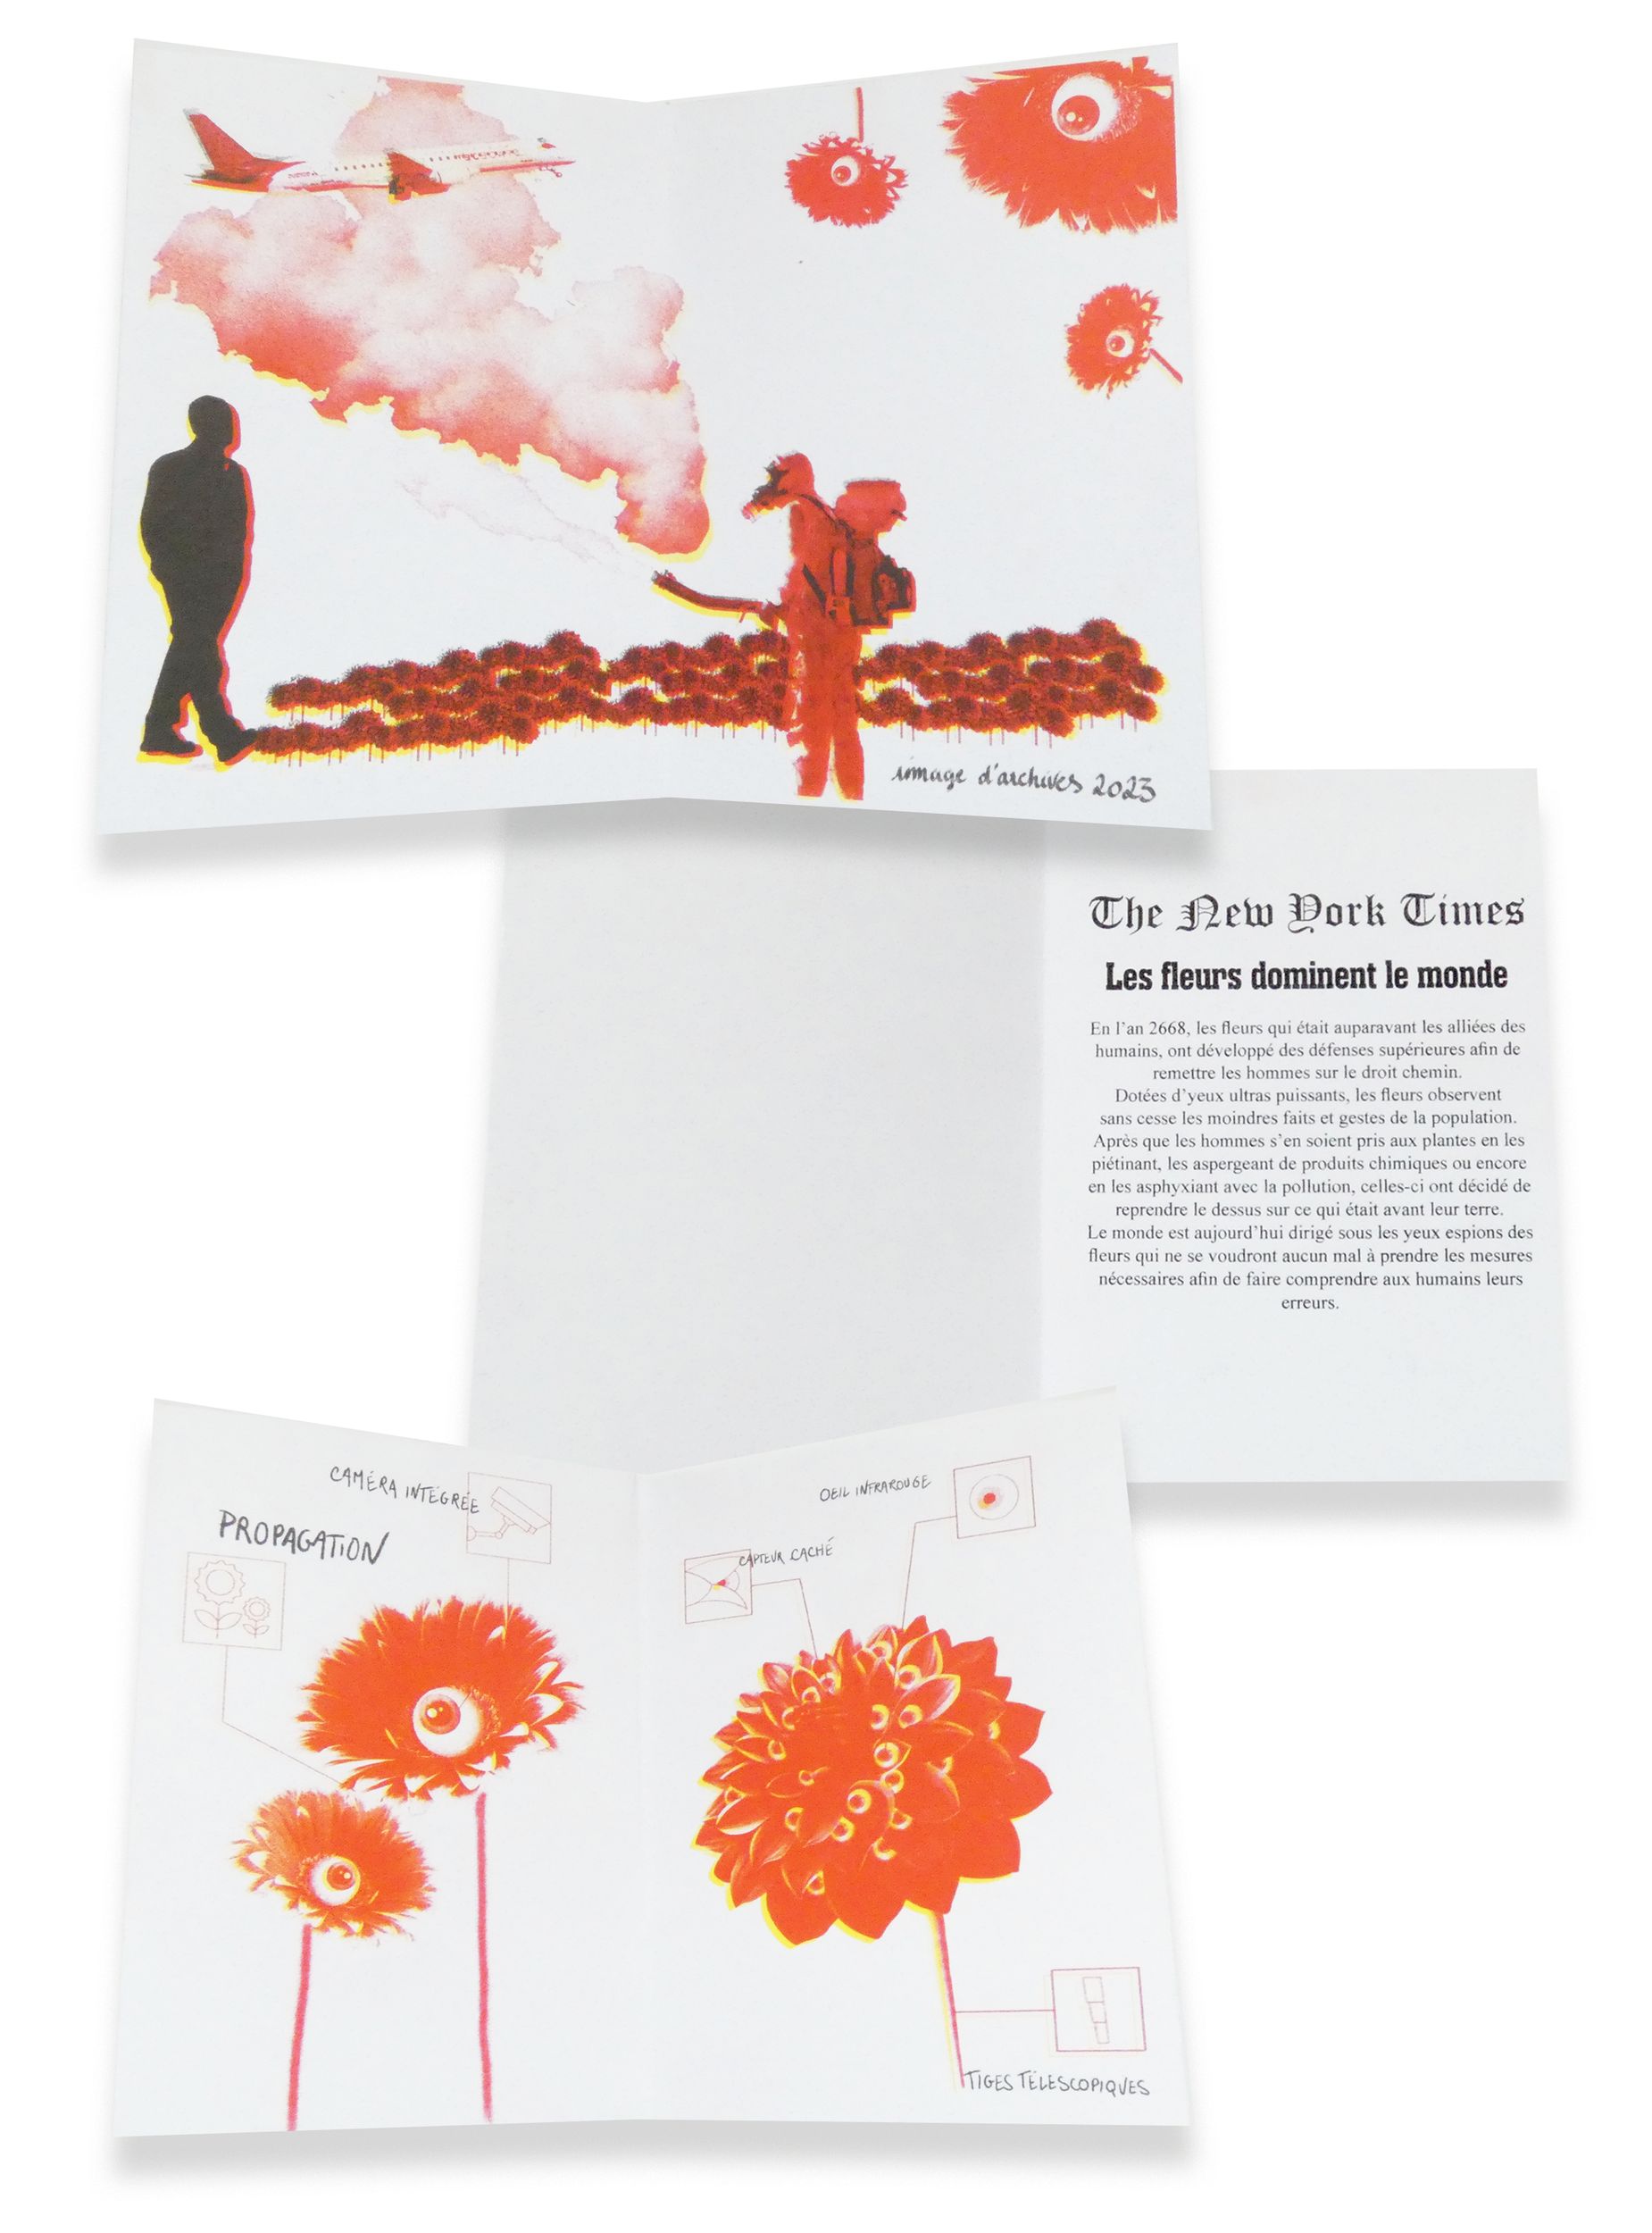 image d'archives 2023
The New York Times
Les fleurs dominent le monde
En l'an 2668, les fleurs qui était auparavant les alliées des
humains, ont développé des défenses supérieures afin de
remettre les hommes sur le droit chemin.
Dotées d'yeux ultras puissants, les fleurs observent
sans cesse les moindres faits et gestes de la population.
Après que les hommes s'en soient pris aux plantes en les
piétinant, les aspergeant de produits chimiques ou encore
en les asphyxiant avec la pollution, celles-ci ont décidé de
reprendre le dessus sur ce qui était avant leur terre.
Le monde est aujourd'hui dirigé sous les yeux espions des
fleurs qui ne se voudront aucun mal à prendre les mesures
nécessaires afin de faire comprendre aux humains leurs
erreurs.
CAMÉRA INTÉGRÉE
PROPAGATION
OEIL INFRAROUGE
CAPTEUR CACHÉ
TIGES TÉLESCOPIQUES